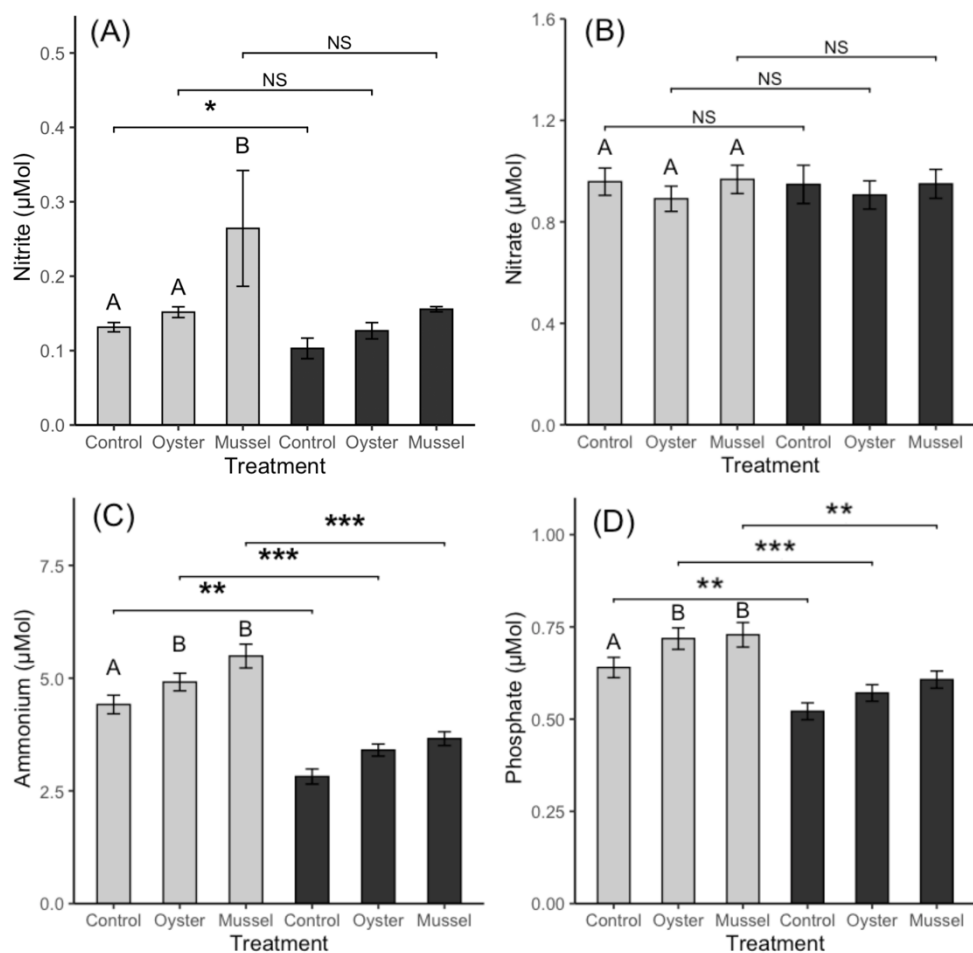 (A)
0.5
0.4
0.3
0.2
0.1
0.0
Nitrite (µMol)
NS
NS
*
A
A
B
Control Oyster Mussel Control Oyster Mussel
Treatment
(B)
1.6
1.2
0.8
0.4
0.0
Nitrate (µMol)
NS
NS
NS
A
A
A
Control Oyster Mussel Control Oyster Mussel
Treatment
(C)
7.5
5.0
2.5
0.0
Ammonium (µMol)
***
***
**
A
B
B
Control Oyster Mussel Control Oyster Mussel
Treatment
(D)
1.00
0.75
0.50
0.25
0.00
Phosphate (µMol)
**
***
**
A
B
B
Control Oyster Mussel Control Oyster Mussel
Treatment